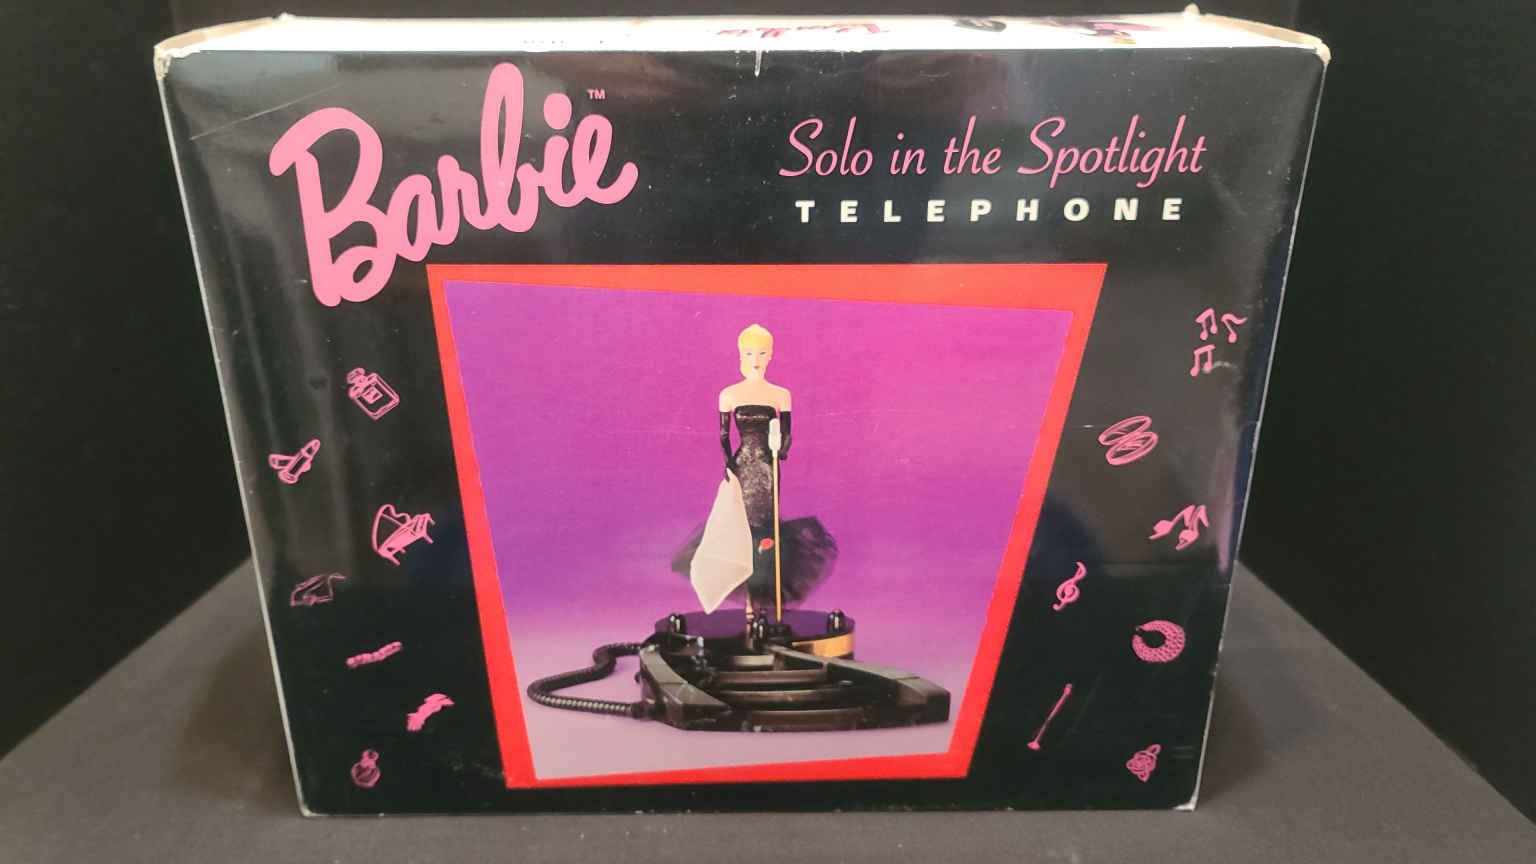 Barbie™
Solo in the Spotlight
TELEPHONE